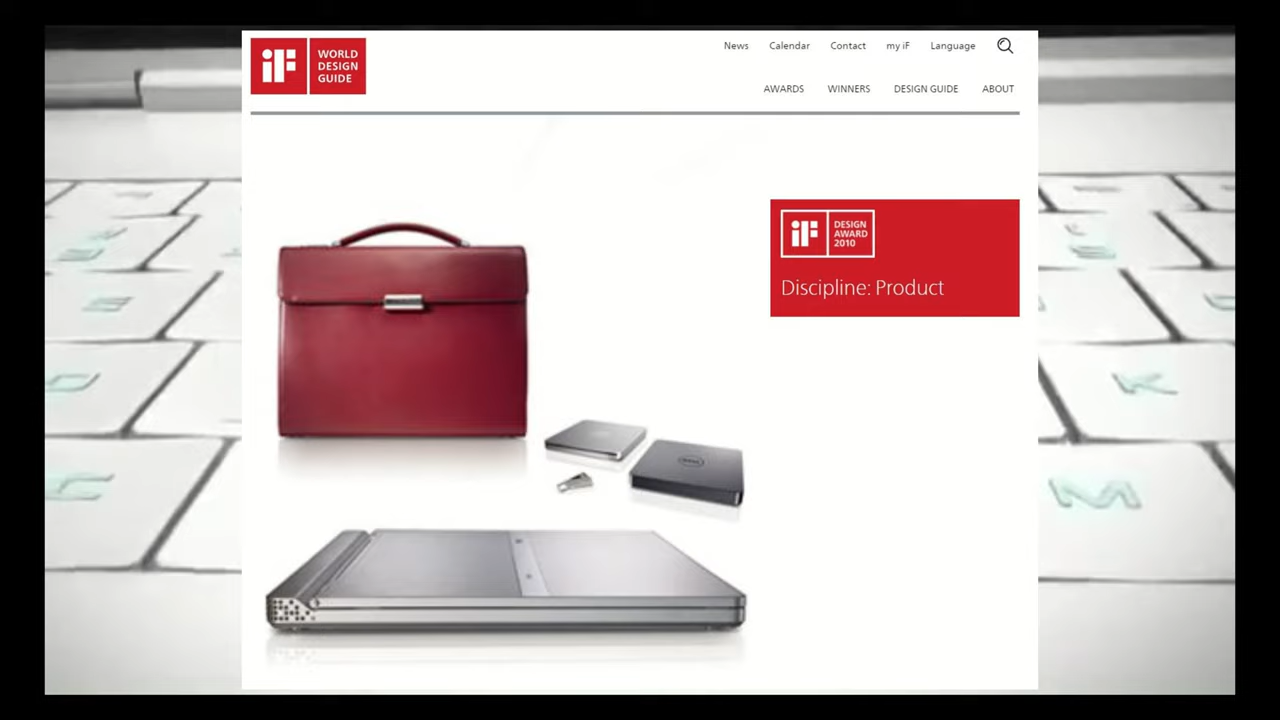 iF
WORLD
DESIGN
GUIDE
News Calendar Contact my iF Language
AWARDS WINNERS DESIGN GUIDE ABOUT
iF
DESIGN
AWARD
2010
Discipline: Product
DELL
E
K
M